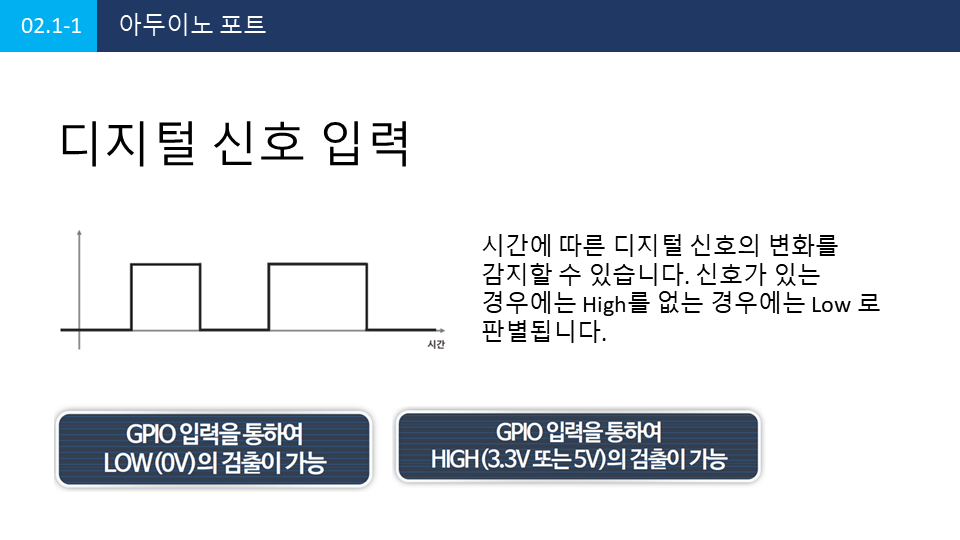 02.1-1 아두이노 포트
디지털 신호 입력
시간에 따른 디지털 신호의 변화를
감지할 수 있습니다. 신호가 있는
경우에는 High를 없는 경우에는 Low 로
판별됩니다.
시간
GPIO 입력을 통하여
LOW (0V)의 검출이 가능
GPIO 입력을 통하여
HIGH (3.3V 또는 5V)의 검출이 가능